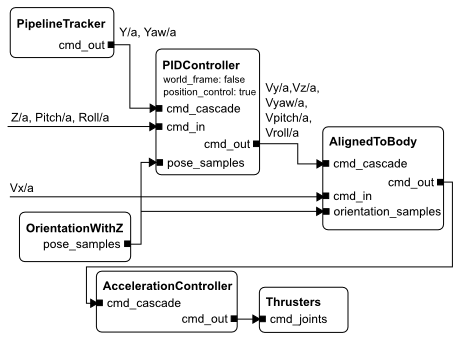 PipelineTracker
cmd_out
Y/a, Yaw/a
PIDController
world_frame: false
position_control: true
cmd_cascade
Z/a, Pitch/a, Roll/a
cmd_in
cmd_out
pose_samples
Vy/a,Vz/a,
Vyaw/a,
Vpitch/a,
Vroll/a
AlignedToBody
cmd_cascade
cmd_out
Vx/a
cmd_in
orientation_samples
OrientationWithZ
pose_samples
AccelerationController
cmd_cascade
cmd_out
Thrusters
cmd_joints